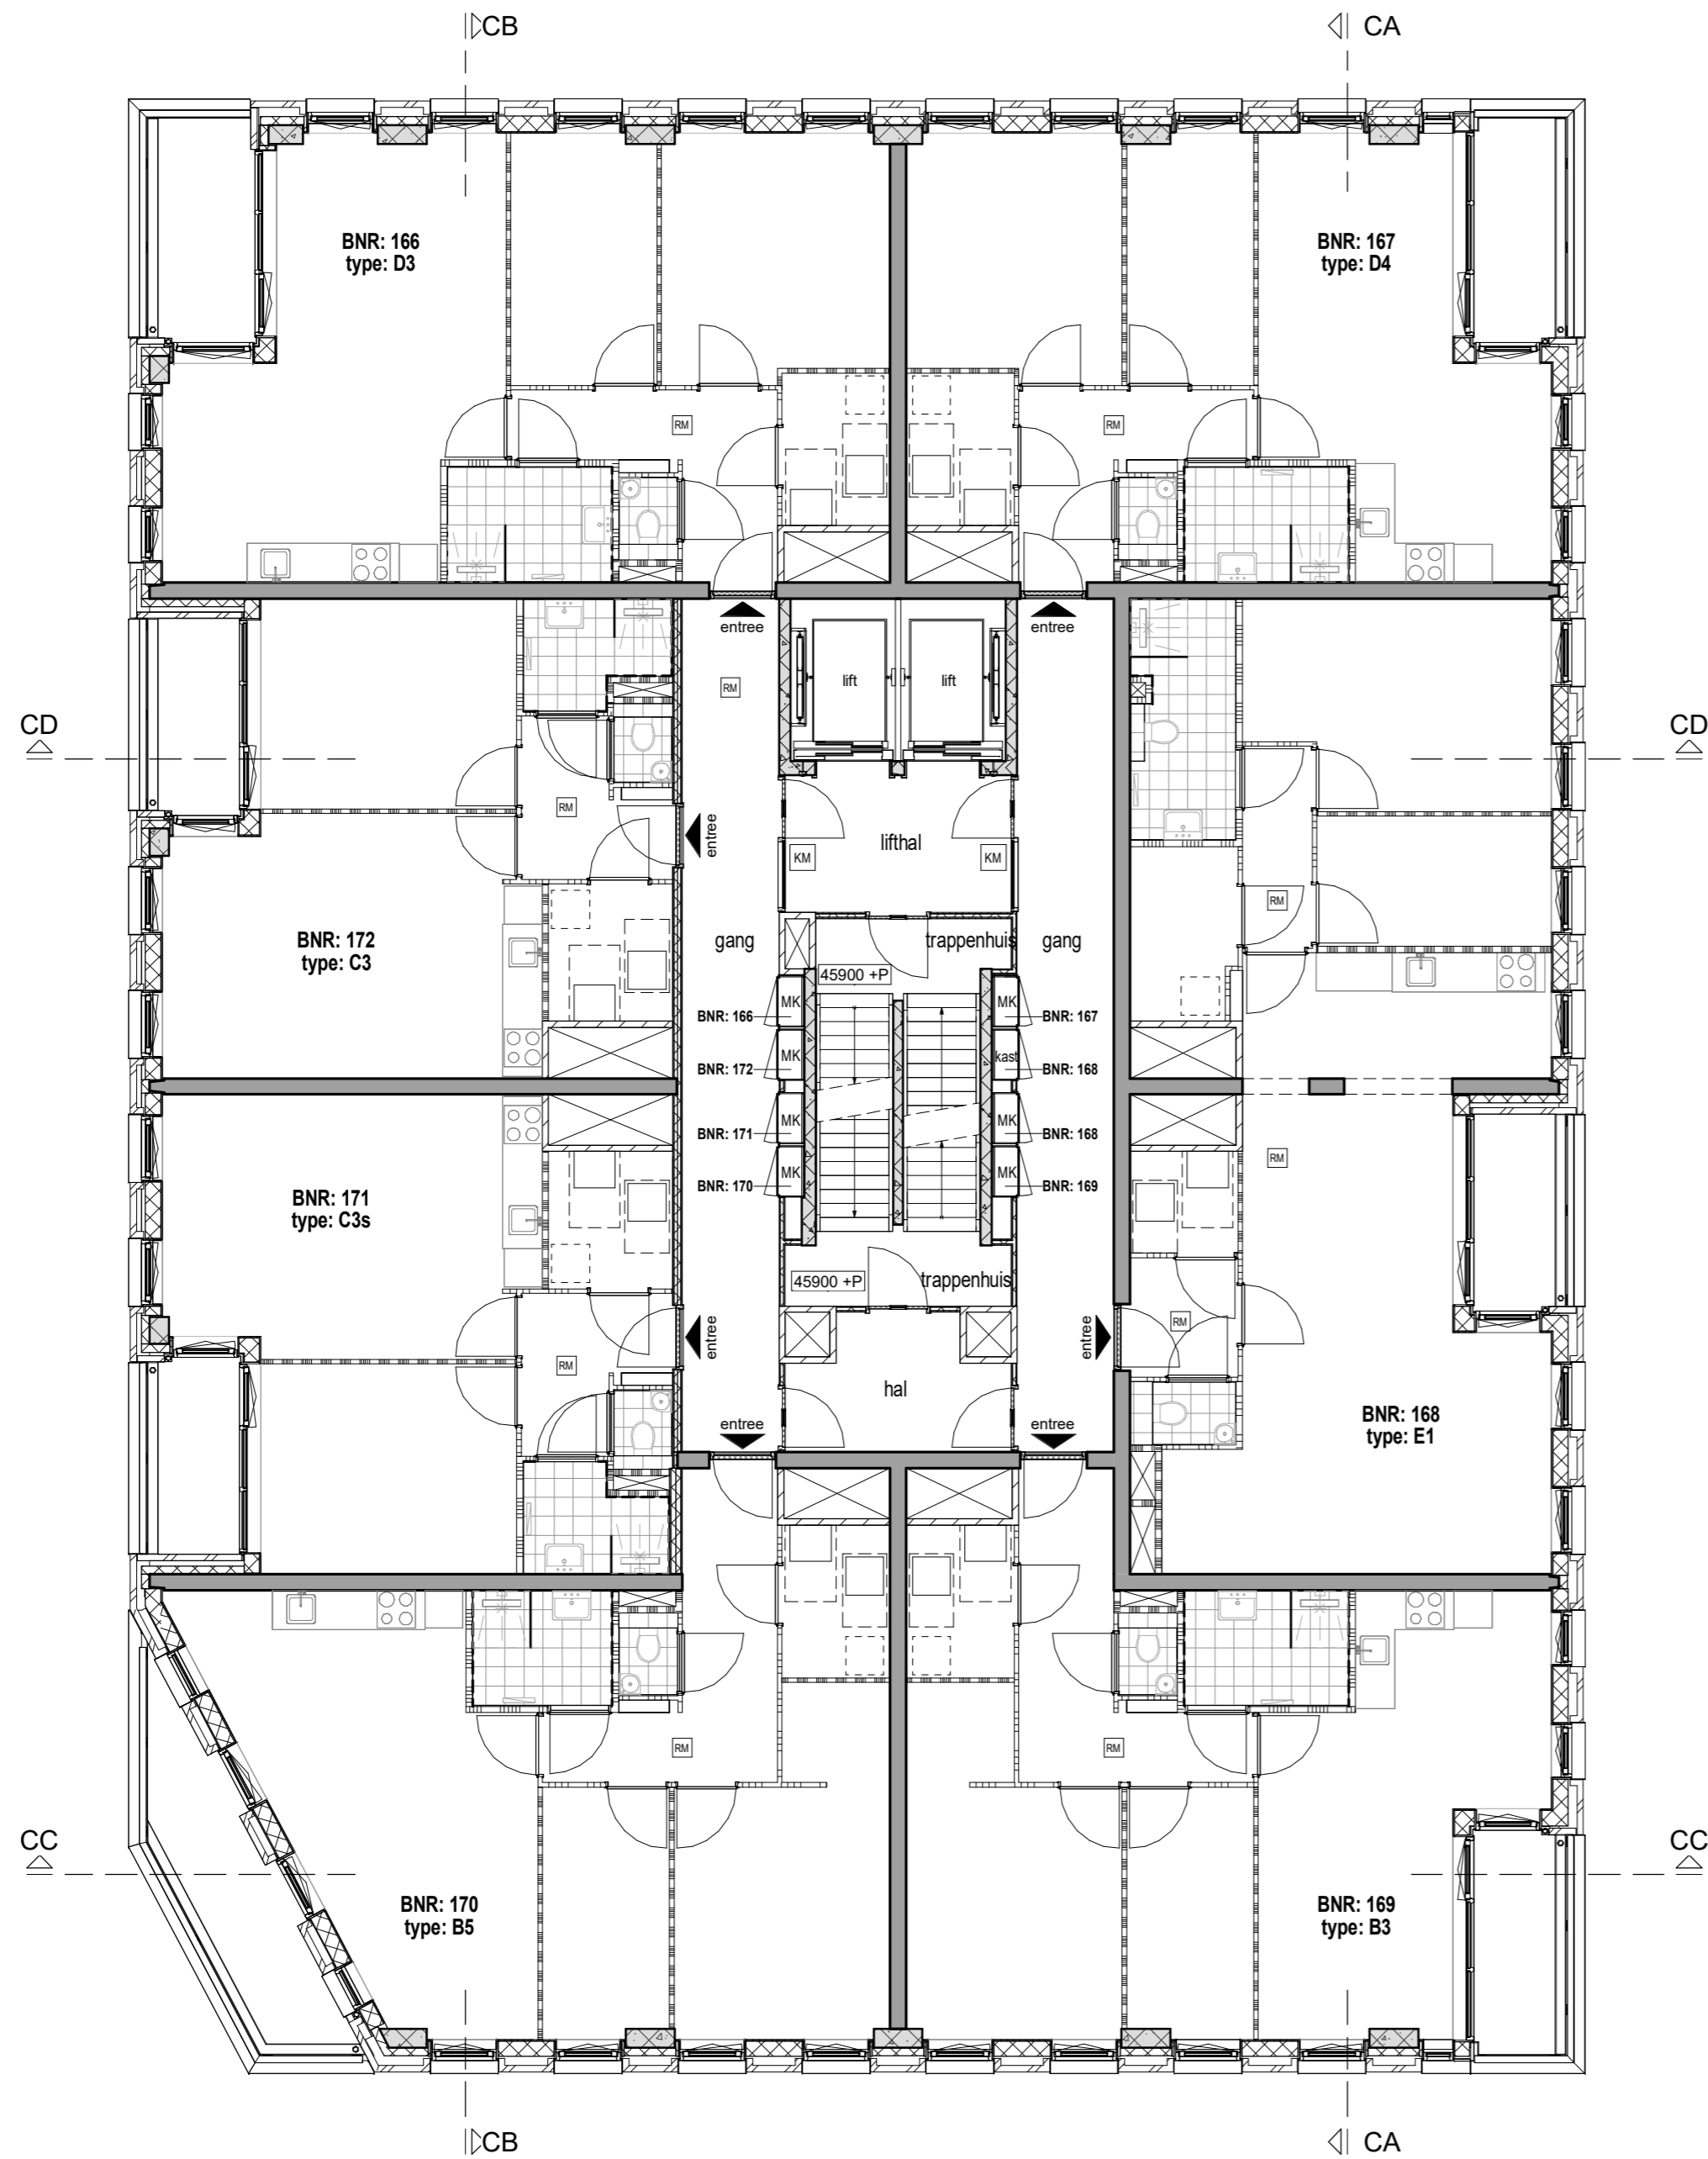 CB
CA
BNR: 166
type: D3
BNR: 167
type: D4
RM
RM
entree
entree
lift
lift
RM
CD
CD
RM
entree
KM
lifthal
KM
RM
BNR: 172
type: C3
gang
trappenhuis
gang
45900 +P
BNR: 166
MK
MK
BNR: 167
BNR: 172
MK
kast
BNR: 168
BNR: 171
MK
MK
BNR: 168
RM
BNR: 170
MK
MK
BNR: 169
BNR: 171
type: C3s
45900 +P
trappenhuis
RM
entree
entree
RM
hal
entree
entree
BNR: 168
type: E1
RM
RM
CC
CC
BNR: 170
type: B5
BNR: 169
type: B3
CB
CA